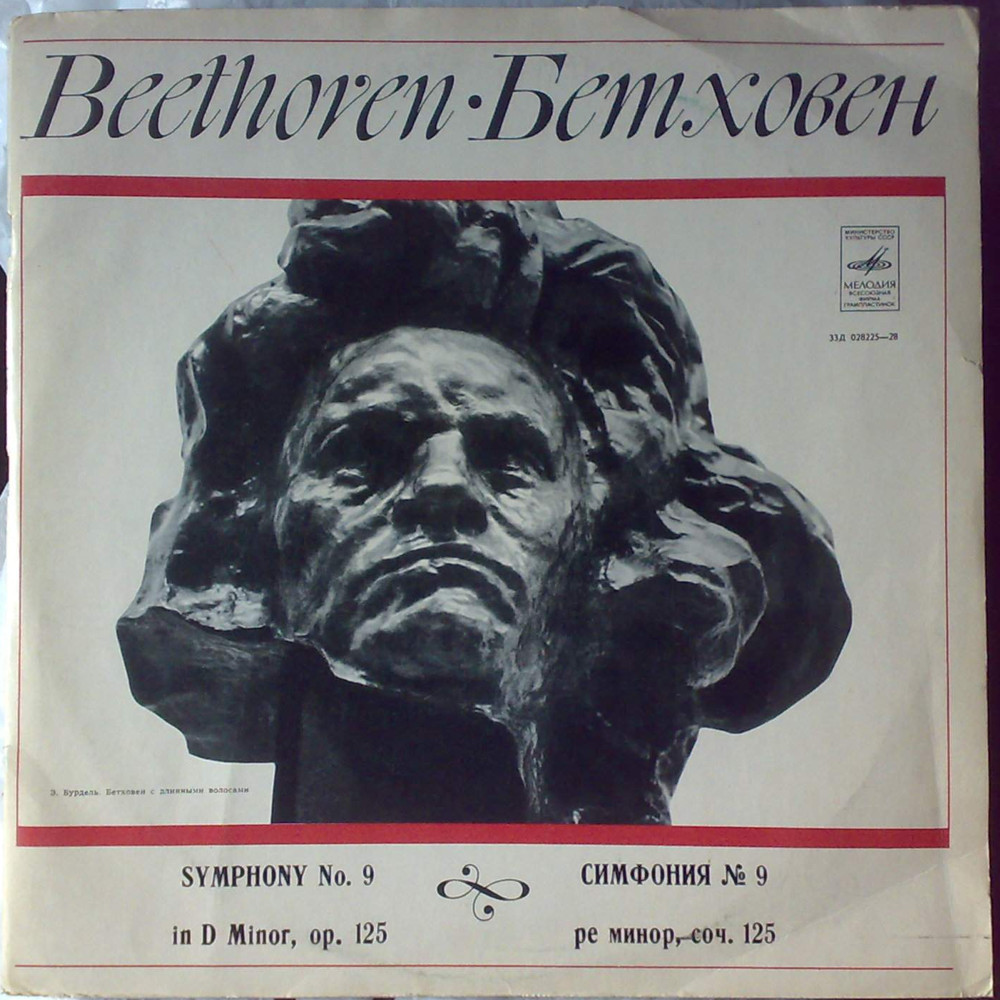 Beethoven · Бетховен
МИНИСТЕРСТВО
КУЛЬТУРЫ СССР
МЕЛОДИЯ
ВСЕСОЮЗНАЯ
ФИРМА
ГРАМПЛАСТИНОК
33Д 028225—28
Э. Бурдель. Бетховен с длинными волосами
SYMPHONY No. 9
in D Minor, op. 125
СИМФОНИЯ № 9
ре минор, соч. 125